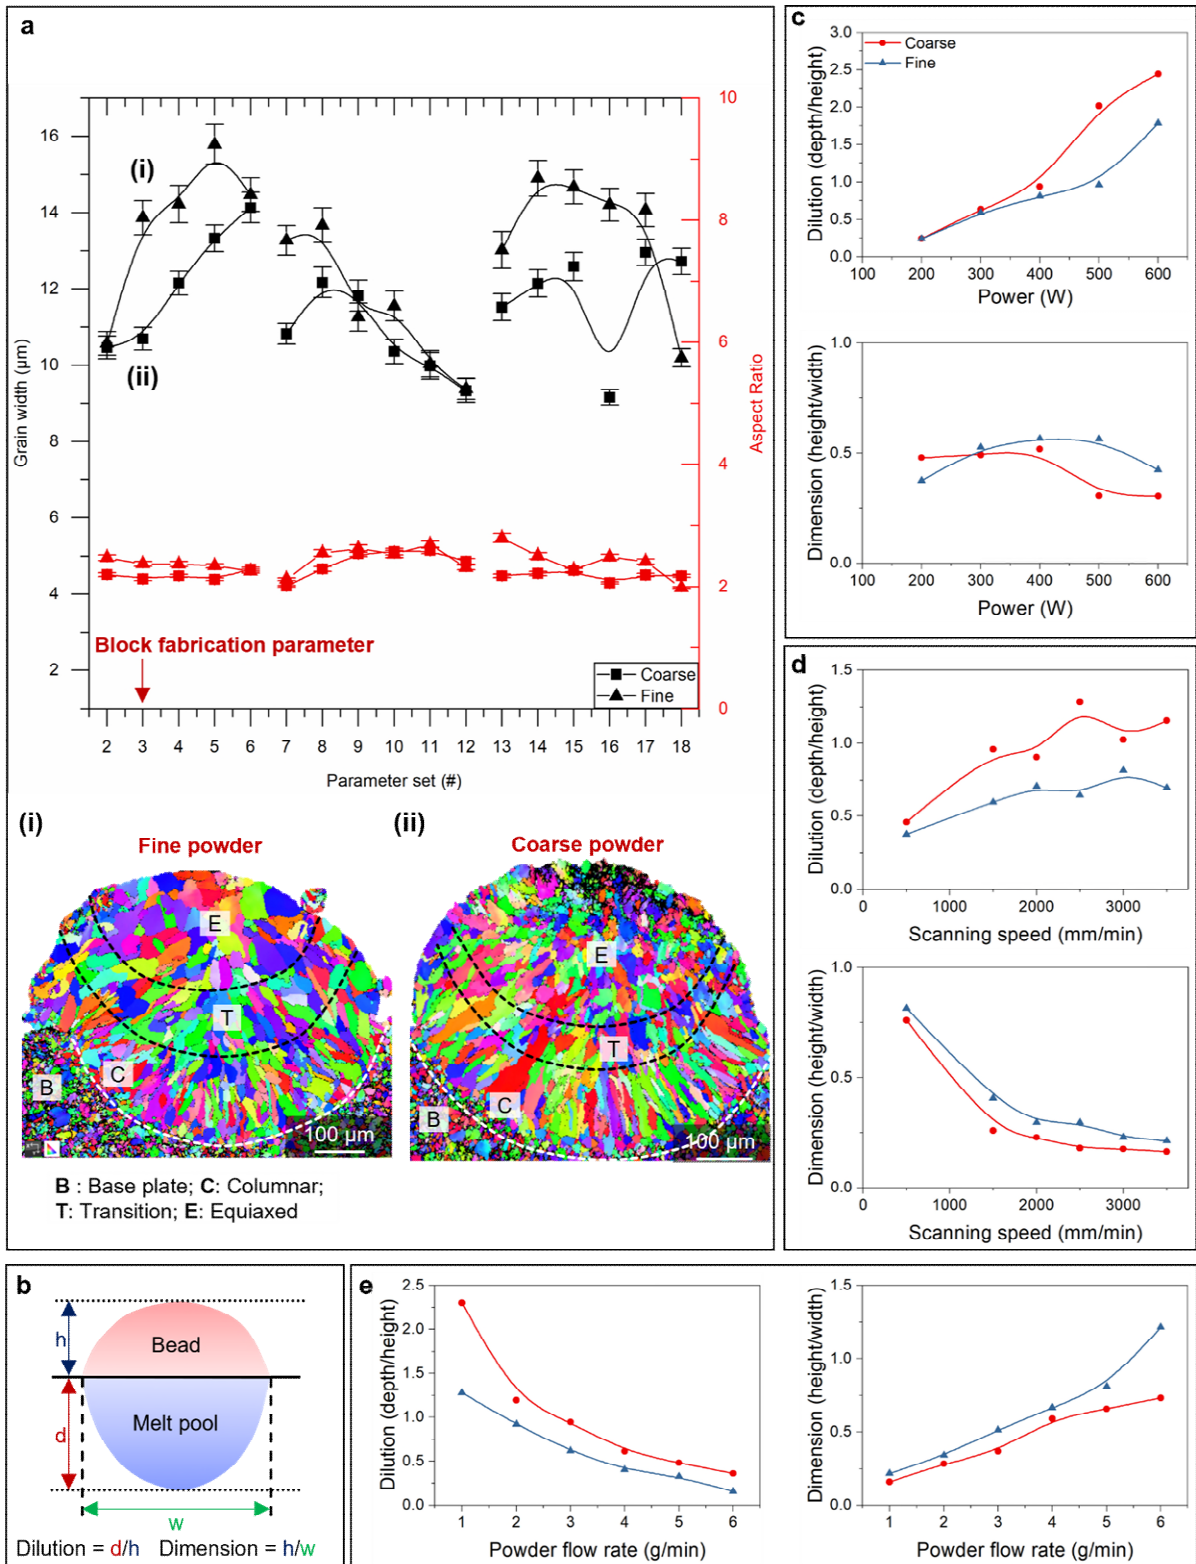 a
16
14
12
10
8
6
4
2
Grain width (µm)
10
8
6
4
2
0
Aspect Ratio
(i)
(ii)
Block fabrication parameter
Coarse
Fine
2 3 4 5 6 7 8 9 10 11 12 13 14 15 16 17 18
Parameter set (#)
(i)
Fine powder
E
T
C
B
100 µm
(ii)
Coarse powder
E
T
C
B
100 µm
B : Base plate; C: Columnar;
T: Transition; E: Equiaxed
b
h
Bead
d
Melt pool
w
Dilution = d/h Dimension = h/w
c
Coarse
Fine
3.0
2.5
2.0
1.5
1.0
0.5
0.0
Dilution (depth/height)
100 200 300 400 500 600
Power (W)
1.0
0.5
0.0
Dimension (height/width)
100 200 300 400 500 600
Power (W)
d
1.5
1.0
0.5
0.0
Dilution (depth/height)
0 1000 2000 3000
Scanning speed (mm/min)
1.0
0.5
0.0
Dimension (height/width)
0 1000 2000 3000
Scanning speed (mm/min)
e
2.5
2.0
1.5
1.0
0.5
0.0
Dilution (depth/height)
1 2 3 4 5 6
Powder flow rate (g/min)
1.5
1.0
0.5
0.0
Dimension (height/width)
1 2 3 4 5 6
Powder flow rate (g/min)